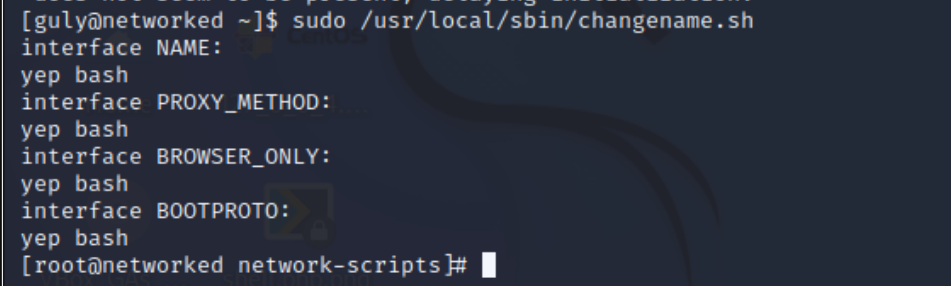 [guly@networked ~]$ sudo /usr/local/sbin/changename.sh
interface NAME:
yep bash
interface PROXY_METHOD:
yep bash
interface BROWSER_ONLY:
yep bash
interface BOOTPROTO:
yep bash
[root@networked network-scripts]#